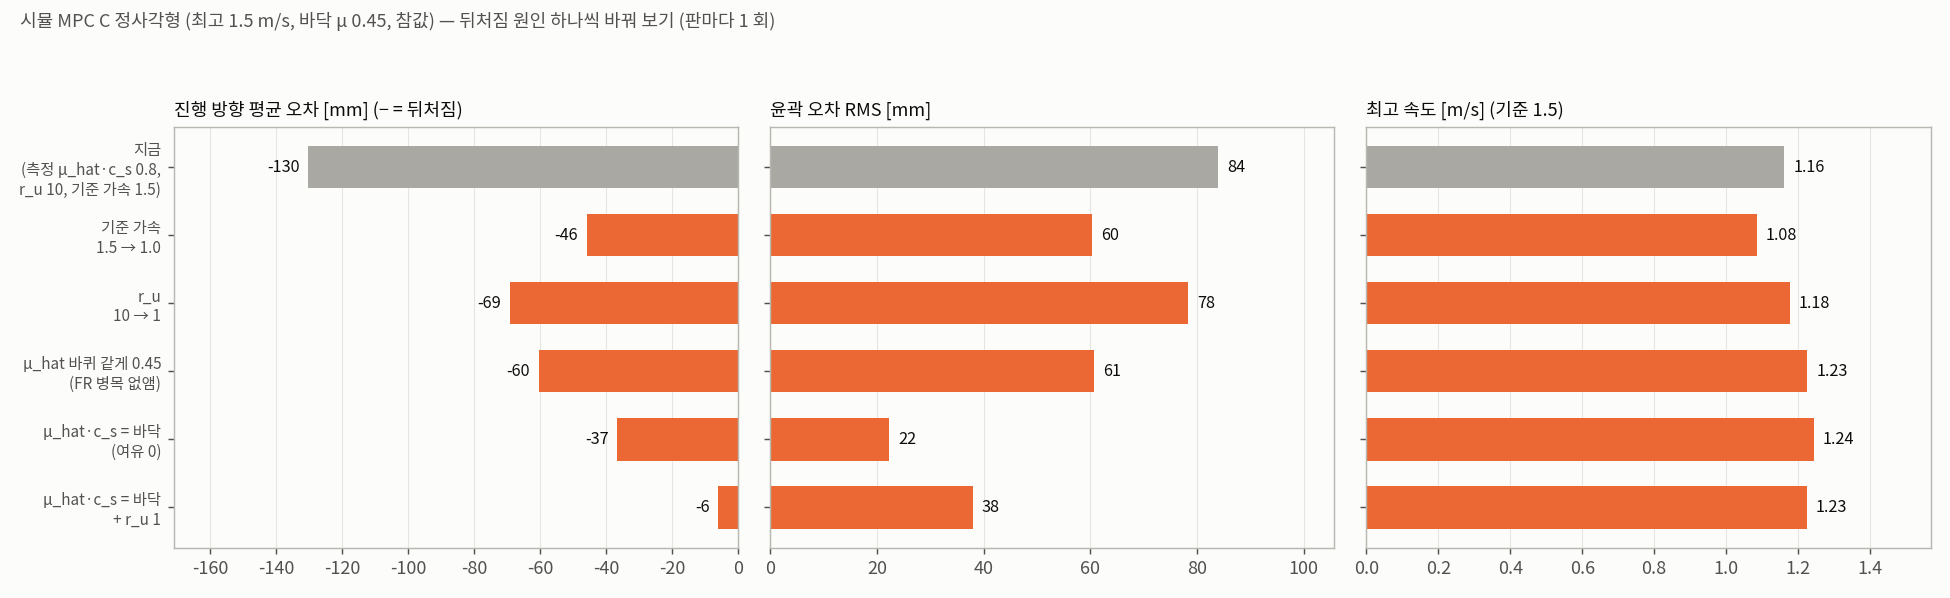 시뮬 MPC C 정사각형 (최고 1.5 m/s, 바닥 μ 0.45, 참값) — 뒤처짐 원인 하나씩 바꿔 보기 (판마다 1 회)
진행 방향 평균 오차 [mm] (− = 뒤처짐)
지금
(측정 μ_hat·c_s 0.8,
r_u 10, 기준 가속 1.5)
기준 가속
1.5 → 1.0
r_u
10 → 1
μ_hat 바퀴 같게 0.45
(FR 병목 없앰)
μ_hat·c_s = 바닥
(여유 0)
μ_hat·c_s = 바닥
+ r_u 1
-130
-46
-69
-60
-37
-6
-160 -140 -120 -100 -80 -60 -40 -20 0
윤곽 오차 RMS [mm]
84
60
78
61
22
38
0 20 40 60 80 100
최고 속도 [m/s] (기준 1.5)
1.16
1.08
1.18
1.23
1.24
1.23
0.0 0.2 0.4 0.6 0.8 1.0 1.2 1.4